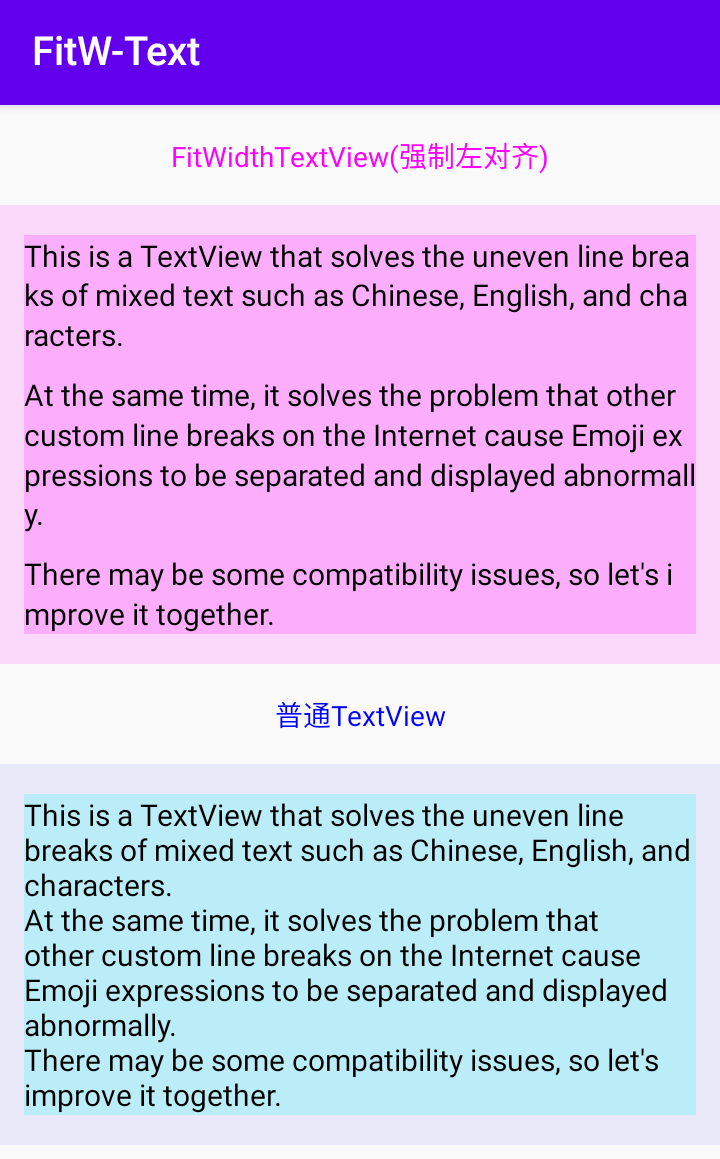 FitW-Text
FitWidthTextView(强制左对齐)
This is a TextView that solves the uneven line brea
ks of mixed text such as Chinese, English, and cha
racters.
At the same time, it solves the problem that other
custom line breaks on the Internet cause Emoji ex
pressions to be separated and displayed abnormall
y.
There may be some compatibility issues, so let's i
mprove it together.
普通TextView
This is a TextView that solves the uneven line
breaks of mixed text such as Chinese, English, and
characters.
At the same time, it solves the problem that
other custom line breaks on the Internet cause
Emoji expressions to be separated and displayed
abnormally.
There may be some compatibility issues, so let's
improve it together.